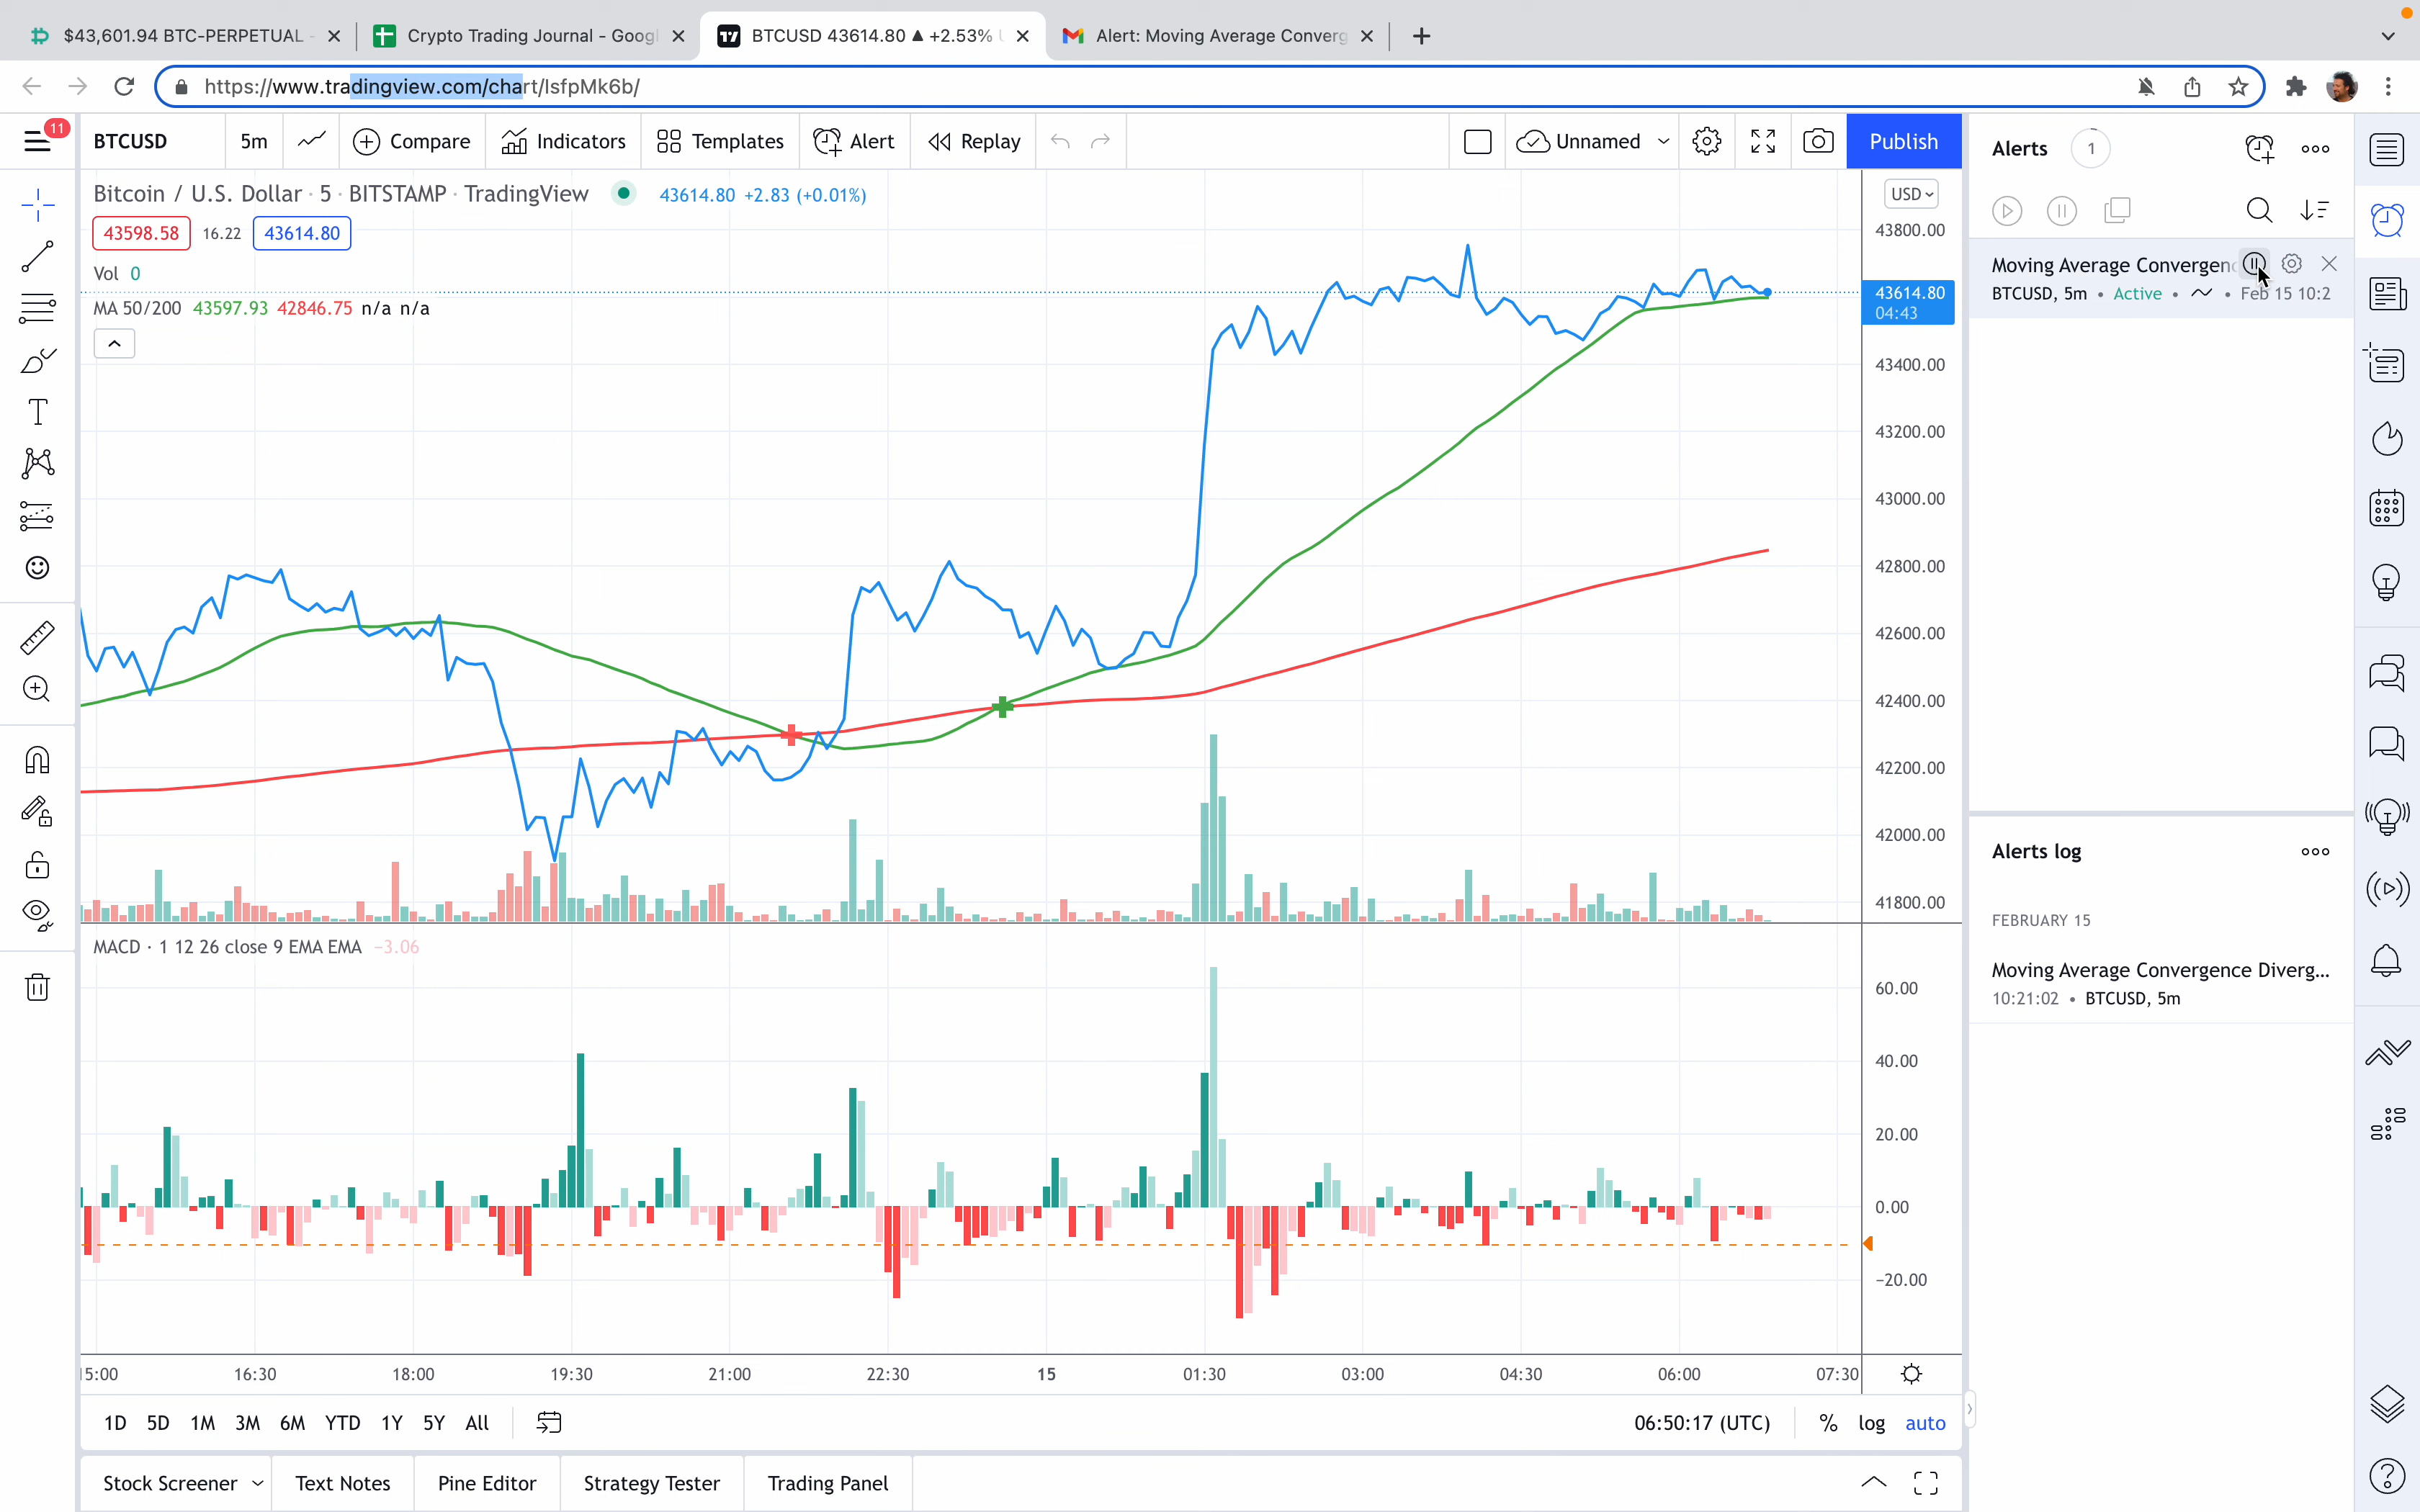 $43,601.94 BTC-PERPETUAL -
Crypto Trading Journal - Googl
BTCUSD 43614.80 ▲ +2.53% U
Alert: Moving Average Converg
https://www.tradingview.com/chart/IsfpMk6b/
11
BTCUSD
5m
Compare
Indicators
Templates
Alert
Replay
Unnamed
Publish
Bitcoin / U.S. Dollar · 5 · BITSTAMP · TradingView
43614.80 +2.83 (+0.01%)
43598.58 16.22 43614.80
Vol 0
MA 50/200 43597.93 42846.75 n/a n/a
USD
43800.00
43614.80
04:43
43400.00
43200.00
43000.00
42800.00
42600.00
42400.00
42200.00
42000.00
41800.00
MACD · 1 12 26 close 9 EMA EMA −3.06
60.00
40.00
20.00
0.00
−20.00
15:00 16:30 18:00 19:30 21:00 22:30 15 01:30 03:00 04:30 06:00 07:30
1D 5D 1M 3M 6M YTD 1Y 5Y All
06:50:17 (UTC) % log auto
Stock Screener Text Notes Pine Editor Strategy Tester Trading Panel
Alerts 1
Moving Average Convergenc
BTCUSD, 5m • Active • • Feb 15 10:2
Alerts log
FEBRUARY 15
Moving Average Convergence Diverg...
10:21:02 • BTCUSD, 5m